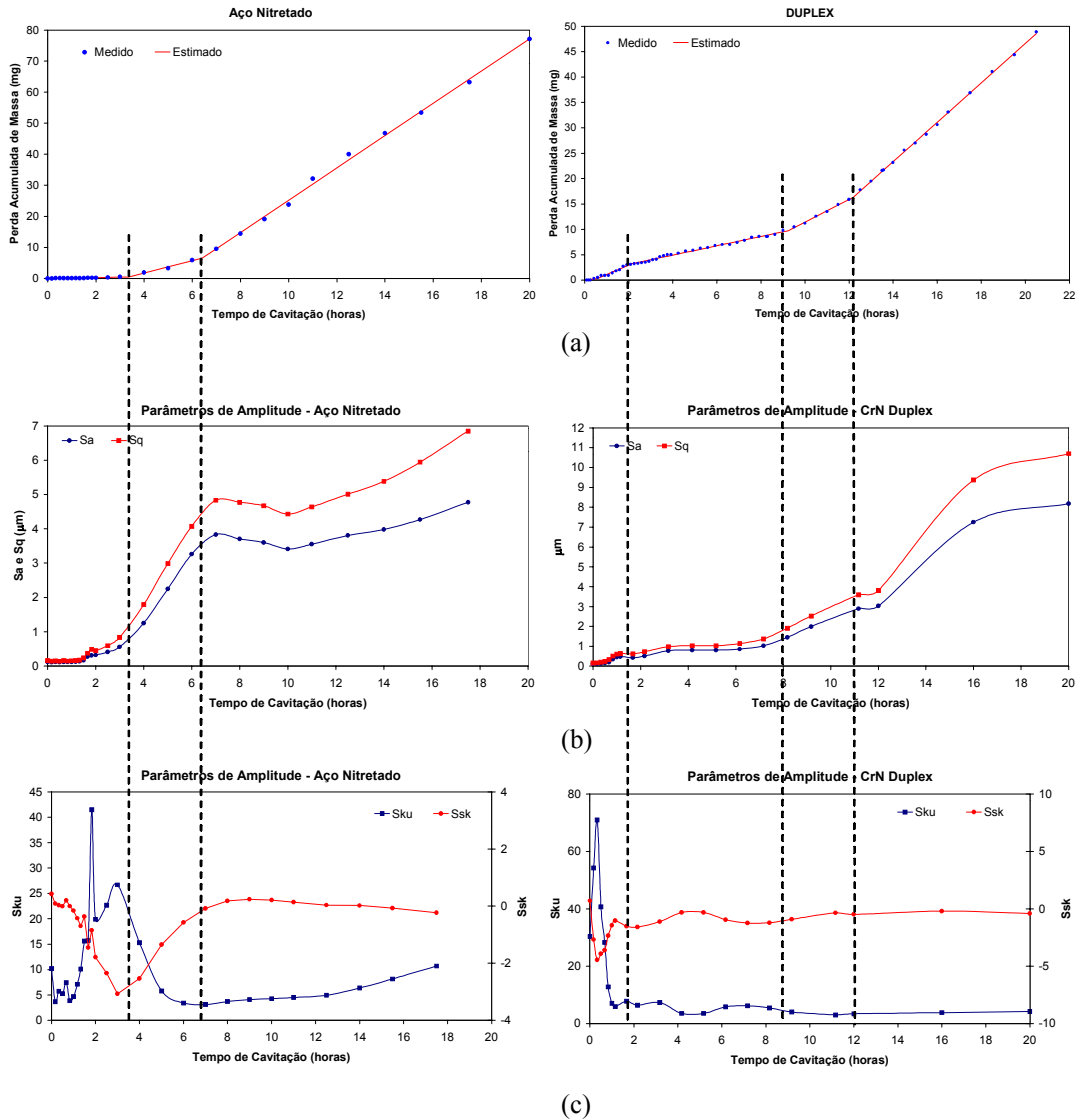 Aço Nitretado
80
70
60
50
40
30
20
10
0
Perda Acumulada de Massa (mg)
Medido
Estimado
0 2 4 6 8 10 12 14 16 18 20
Tempo de Cavitação (horas)
DUPLEX
50
45
40
35
30
25
20
15
10
5
0
Perda Acumulada de Massa (mg)
Medido
Estimado
0 2 4 6 8 10 12 14 16 18 20 22
Tempo de Cavitação (horas)
(a)
Parâmetros de Amplitude - Aço Nitretado
7
6
5
4
3
2
1
0
Sa e Sq (µm)
Sa
Sq
0 2 4 6 8 10 12 14 16 18 20
Tempo de Cavitação (horas)
Parâmetros de Amplitude - CrN Duplex
12
11
10
9
8
7
6
5
4
3
2
1
0
µm
Sa
Sq
0 2 4 6 8 10 12 14 16 18 20
Tempo de Cavitação (horas)
(b)
Parâmetros de Amplitude - Aço Nitretado
45
40
35
30
25
20
15
10
5
0
Sku
Sku
Ssk
4
2
0
-2
-4
Ssk
0 2 4 6 8 10 12 14 16 18 20
Tempo de Cavitação (horas)
Parâmetros de Amplitude - CrN Duplex
80
60
40
20
0
Sku
Sku
Ssk
10
5
0
-5
-10
Ssk
0 2 4 6 8 10 12 14 16 18 20
Tempo de Cavitação (horas)
(c)